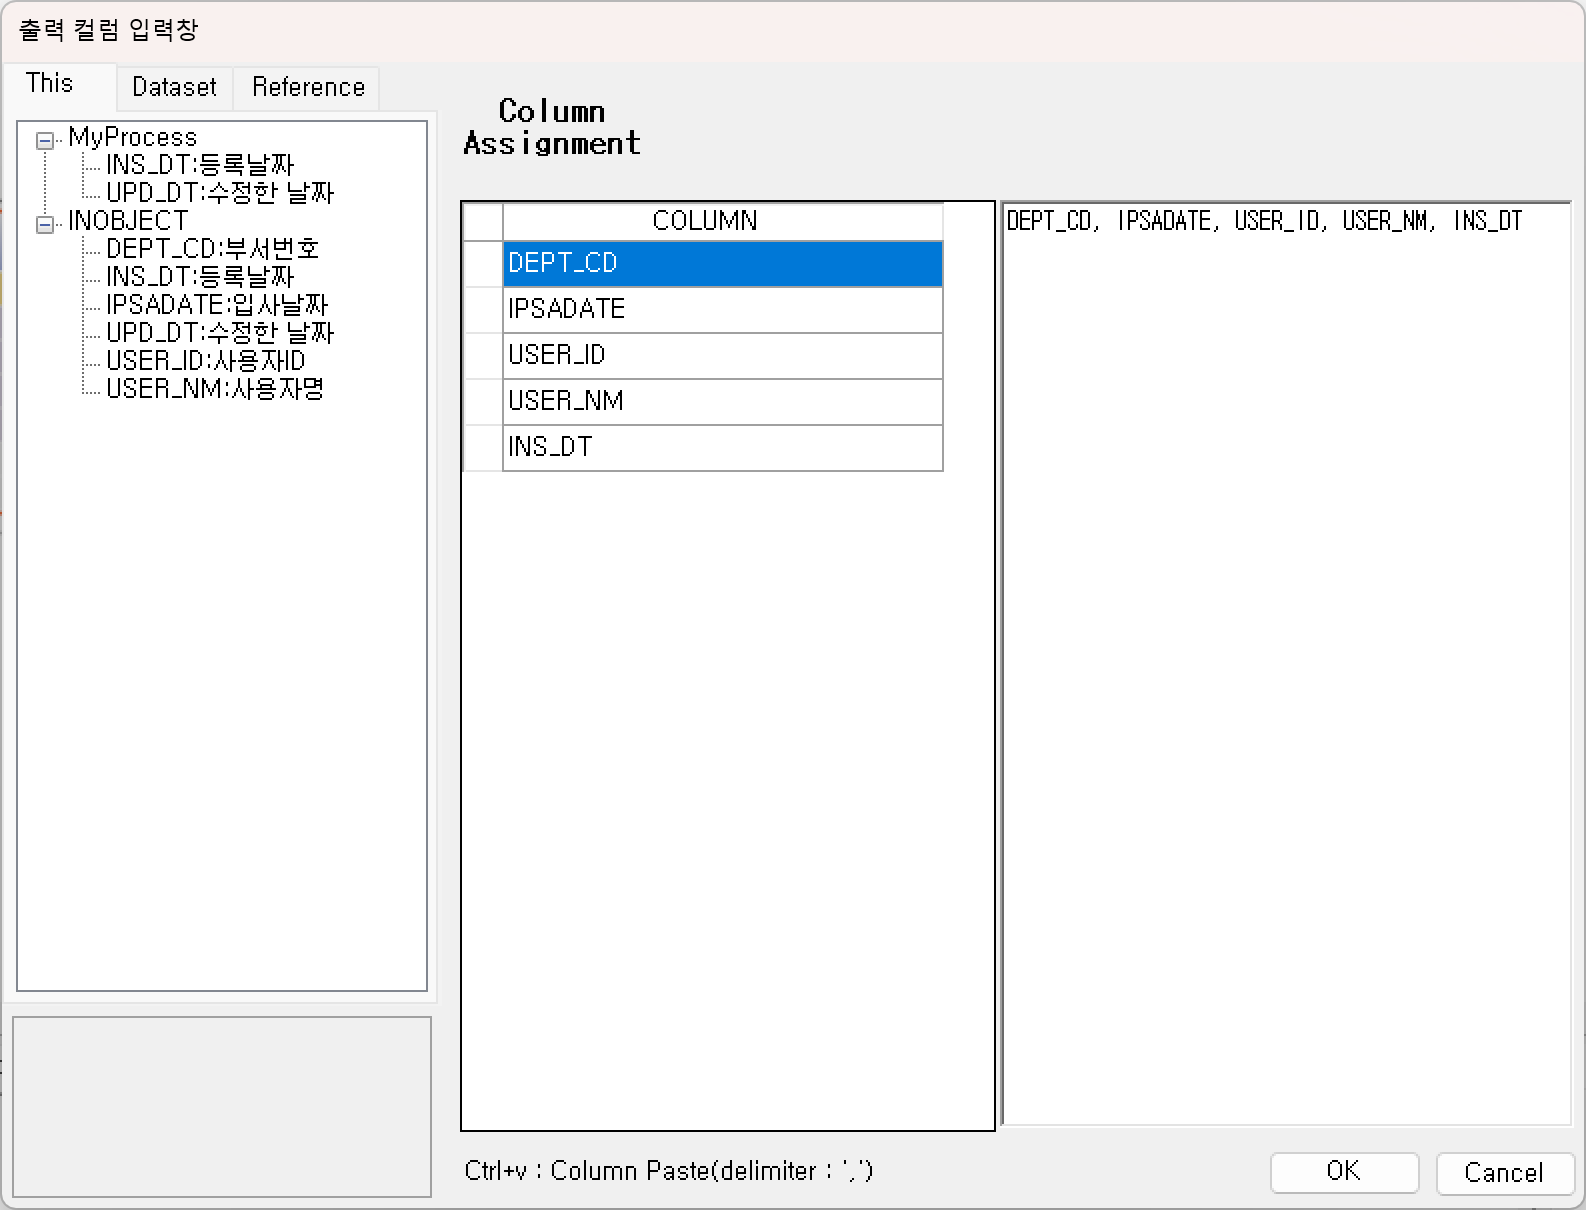 출력 컬럼 입력창
This
Dataset
Reference
MyProcess
INS_DT:등록날짜
UPD_DT:수정한 날짜
INOBJECT
DEPT_CD:부서번호
INS_DT:등록날짜
IPSADATE:입사날짜
UPD_DT:수정한 날짜
USER_ID:사용자ID
USER_NM:사용자명
Column
Assignment
COLUMN
DEPT_CD
IPSADATE
USER_ID
USER_NM
INS_DT
DEPT_CD, IPSADATE, USER_ID, USER_NM, INS_DT
Ctrl+v : Column Paste(delimiter : ',')
OK
Cancel